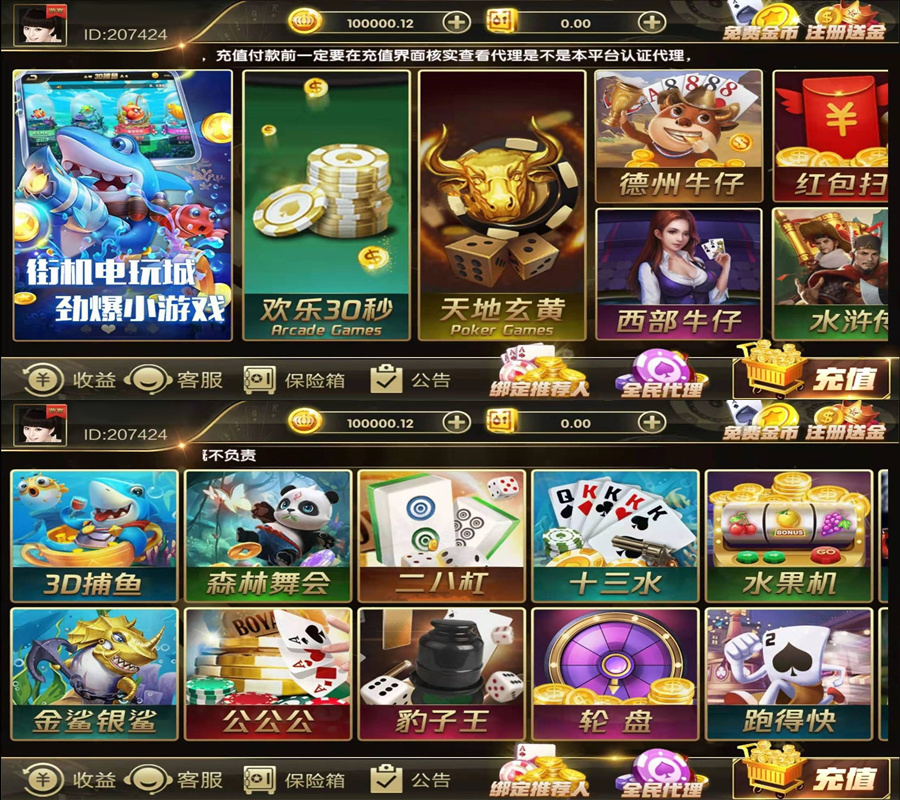 ID:207424
100000.12
0.00
免费金币
注册送金
，充值付款前一定要在充值界面核实查看代理是不是本平台认证代理，
街机电玩城
劲爆小游戏
欢乐30秒
Arcade Games
天地玄黄
Poker Games
德州牛仔
红包扫
西部牛仔
水浒传
收益
客服
保险箱
公告
绑定推荐人
全民代理
充值
ID:207424
100000.12
0.00
免费金币
注册送金
不负责
3D捕鱼
森林舞会
二八杠
十三水
水果机
BONUS
GO
金鲨银鲨
公公公
豹子王
轮盘
跑得快
收益
客服
保险箱
公告
绑定推荐人
全民代理
充值